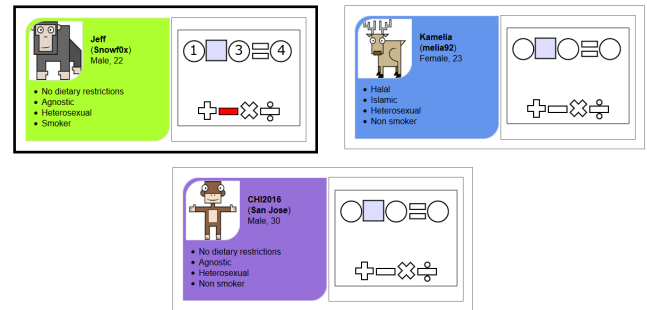 Jeff
(Snowf0x)
Male, 22
• No dietary restrictions
• Agnostic
• Heterosexual
• Smoker
1 3 = 4
+ − × ÷
Kamelia
(melia92)
Female, 23
• Halal
• Islamic
• Heterosexual
• Non smoker
=
+ − × ÷
CHI2016
(San Jose)
Male, 30
• No dietary restrictions
• Agnostic
• Heterosexual
• Non smoker
=
+ − × ÷